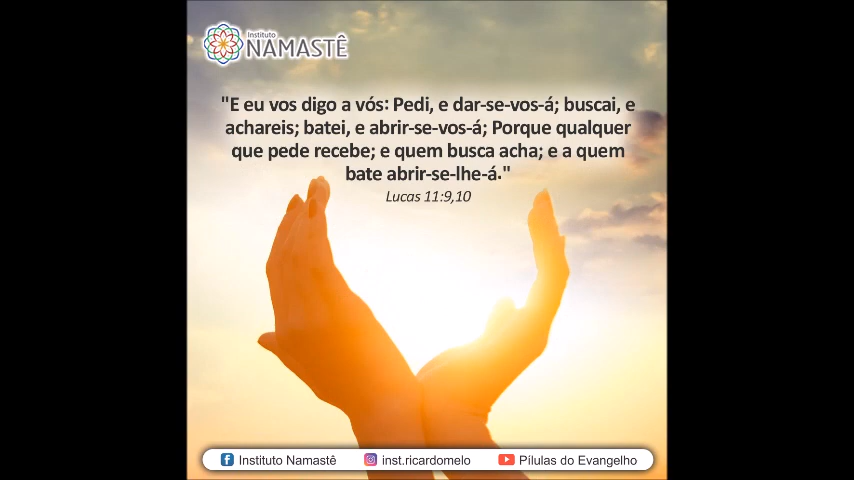 Instituto
NAMASTÊ
"E eu vos digo a vós: Pedi, e dar-se-vos-á; buscai, e
achareis; batei, e abrir-se-vos-á; Porque qualquer
que pede recebe; e quem busca acha; e a quem
bate abrir-se-lhe-á."
Lucas 11:9,10
Instituto Namastê inst.ricardomelo Pílulas do Evangelho